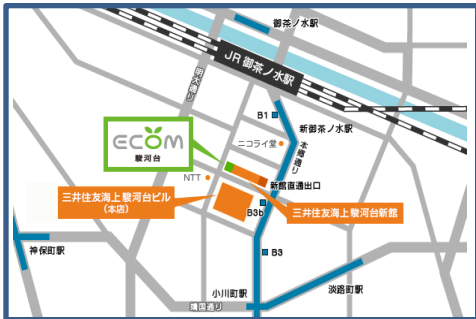 御茶ノ水駅
JR 御茶ノ水駅
明大通り
B1
新御茶ノ水駅
ECOM
駿河台
ニコライ堂
本郷通り
NTT
新館直通出口
三井住友海上 駿河台ビル
(本店)
三井住友海上 駿河台新館
B3b
B3
神保町駅
小川町駅
淡路町駅
靖国通り